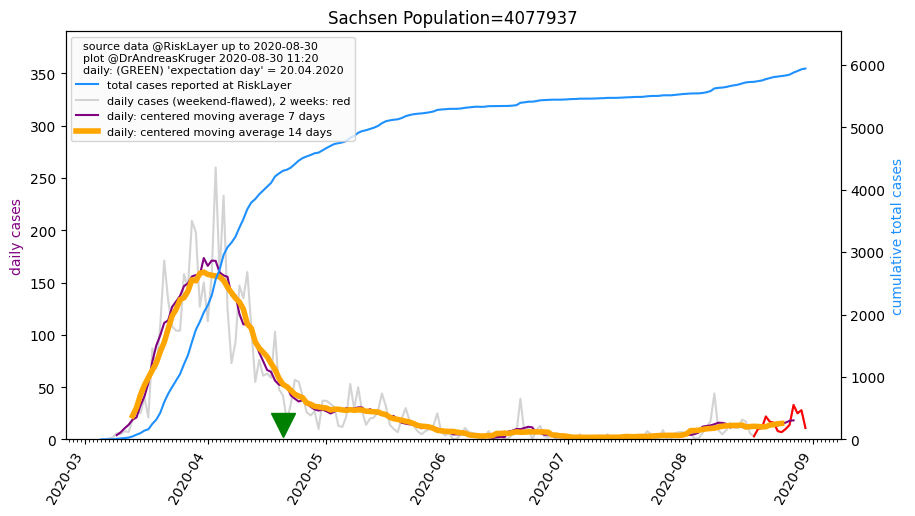 Sachsen Population=4077937
source data @RiskLayer up to 2020-08-30
plot @DrAndreasKruger 2020-08-30 11:20
daily: (GREEN) 'expectation day' = 20.04.2020
total cases reported at RiskLayer
daily cases (weekend-flawed), 2 weeks: red
daily: centered moving average 7 days
daily: centered moving average 14 days
daily cases
350
300
250
200
150
100
50
0
cumulative total cases
6000
5000
4000
3000
2000
1000
0
2020-03
2020-04
2020-05
2020-06
2020-07
2020-08
2020-09